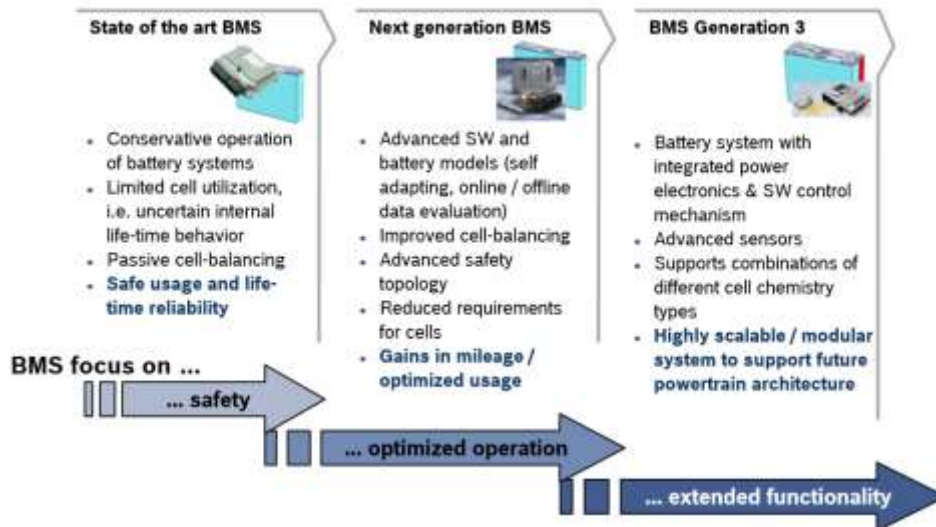 State of the art BMS
• Conservative operation
of battery systems
• Limited cell utilization,
i.e. uncertain internal
life-time behavior
• Passive cell-balancing
• Safe usage and life-
time reliability
Next generation BMS
• Advanced SW and
battery models (self
adapting, online / offline
data evaluation)
• Improved cell-balancing
• Advanced safety
topology
• Reduced requirements
for cells
• Gains in mileage /
optimized usage
BMS Generation 3
• Battery system with
integrated power
electronics & SW control
mechanism
• Advanced sensors
• Supports combinations of
different cell chemistry
types
• Highly scalable / modular
system to support future
powertrain architecture
BMS focus on ...
... safety
... optimized operation
... extended functionality